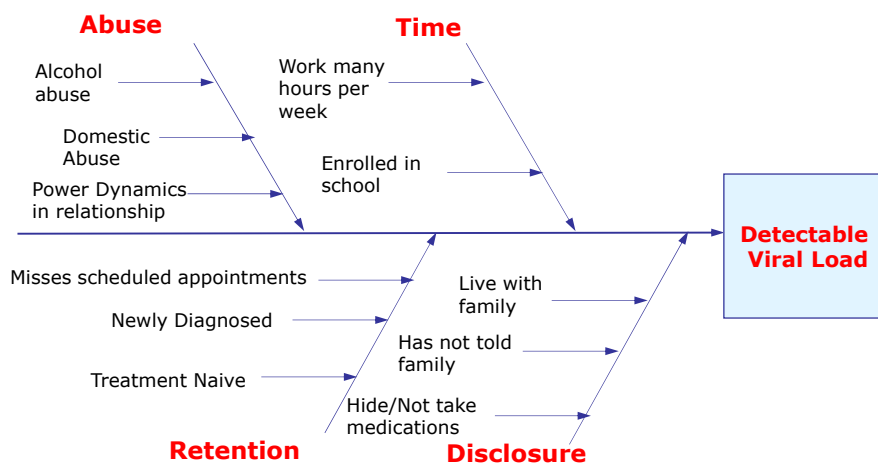 Abuse
Time
Alcohol
abuse
Work many
hours per
week
Domestic
Abuse
Enrolled in
school
Power Dynamics
in relationship
Detectable
Viral Load
Misses scheduled appointments
Live with
family
Newly Diagnosed
Has not told
family
Treatment Naive
Hide/Not take
medications
Retention
Disclosure